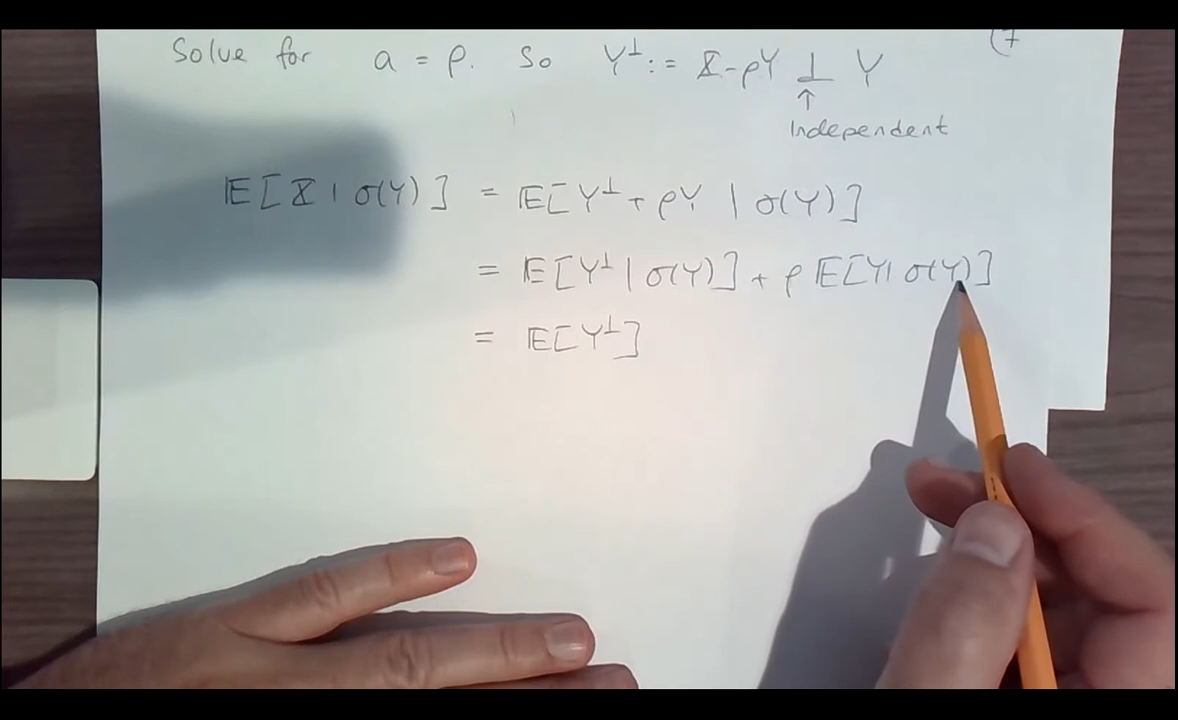 Solve for a = ρ. So Y⊥ := X - ρY ⊥ Y
↑
Independent
E[X | σ(Y)] = E[Y⊥ + ρY | σ(Y)]
= E[Y⊥ | σ(Y)] + ρ E[Y | σ(Y)]
= E[Y⊥]